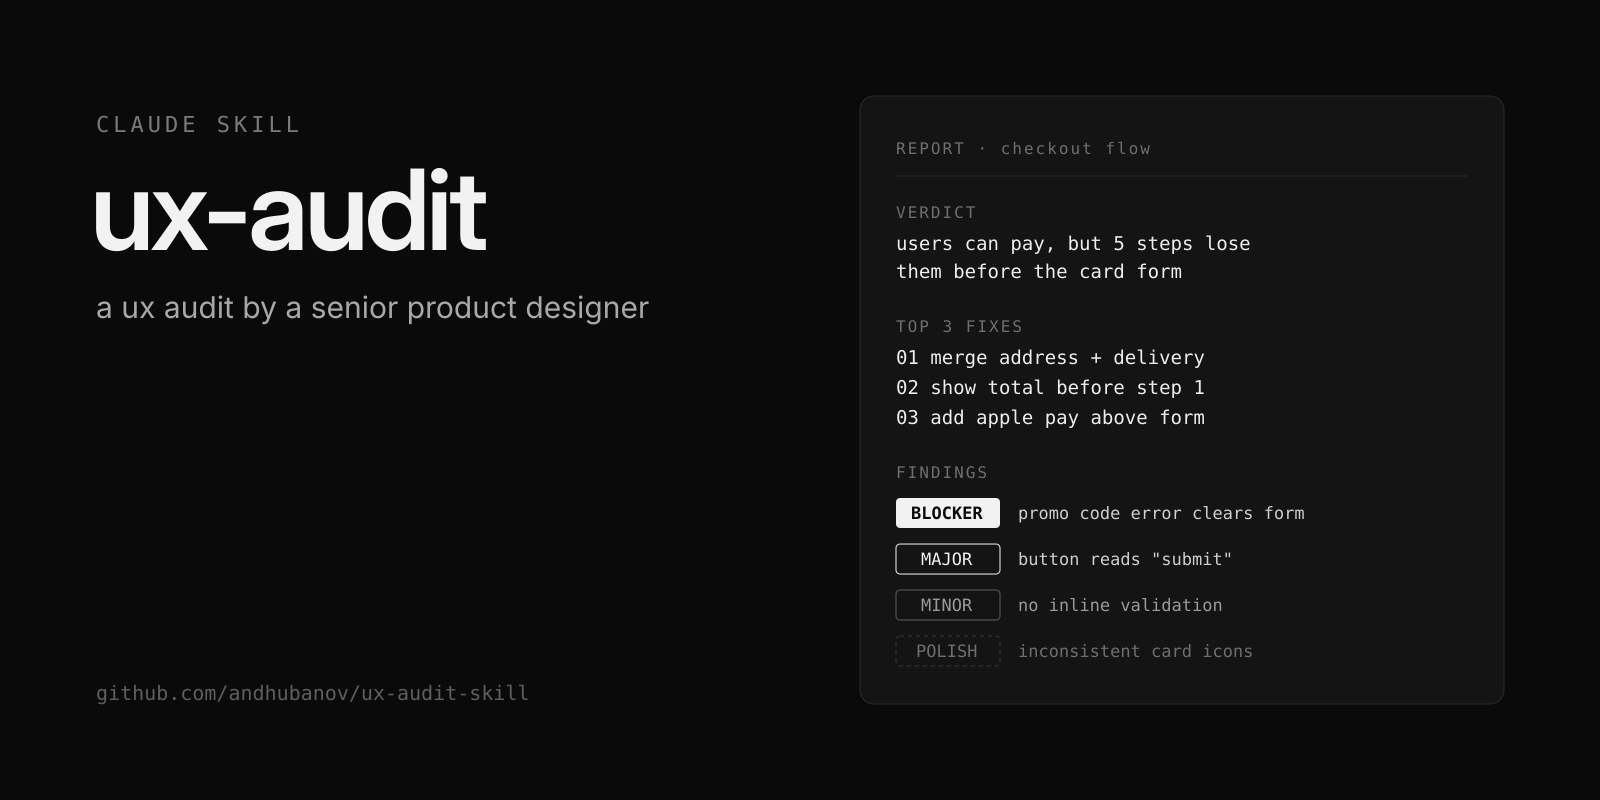 CLAUDE SKILL
ux-audit
a ux audit by a senior product designer
github.com/andhubanov/ux-audit-skill
REPORT · checkout flow
VERDICT
users can pay, but 5 steps lose
them before the card form
TOP 3 FIXES
01 merge address + delivery
02 show total before step 1
03 add apple pay above form
FINDINGS
BLOCKER promo code error clears form
MAJOR button reads "submit"
MINOR no inline validation
POLISH inconsistent card icons